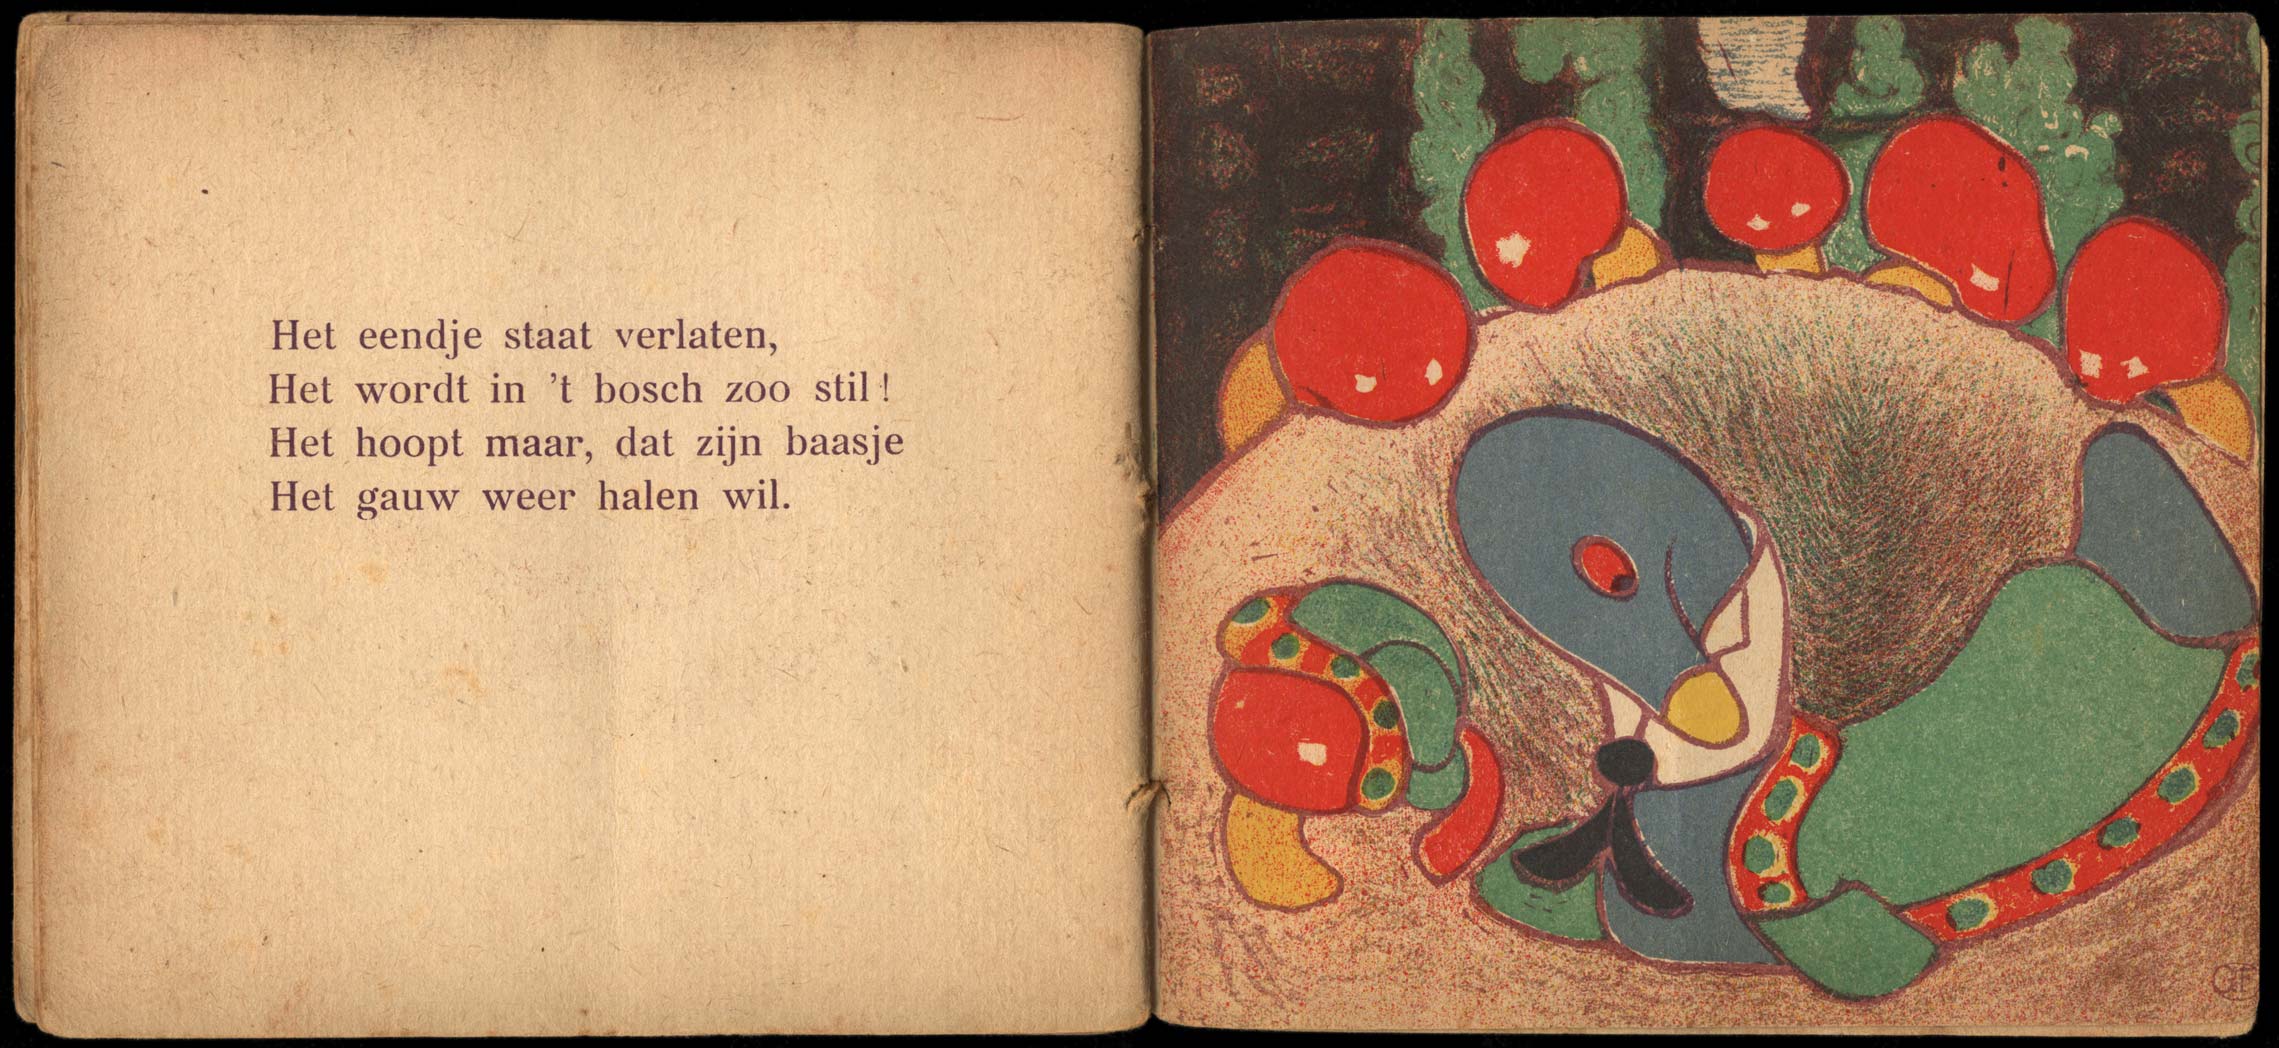 Het eendje staat verlaten,
Het wordt in ’t bosch zoo stil!
Het hoopt maar, dat zijn baasje
Het gauw weer halen wil.